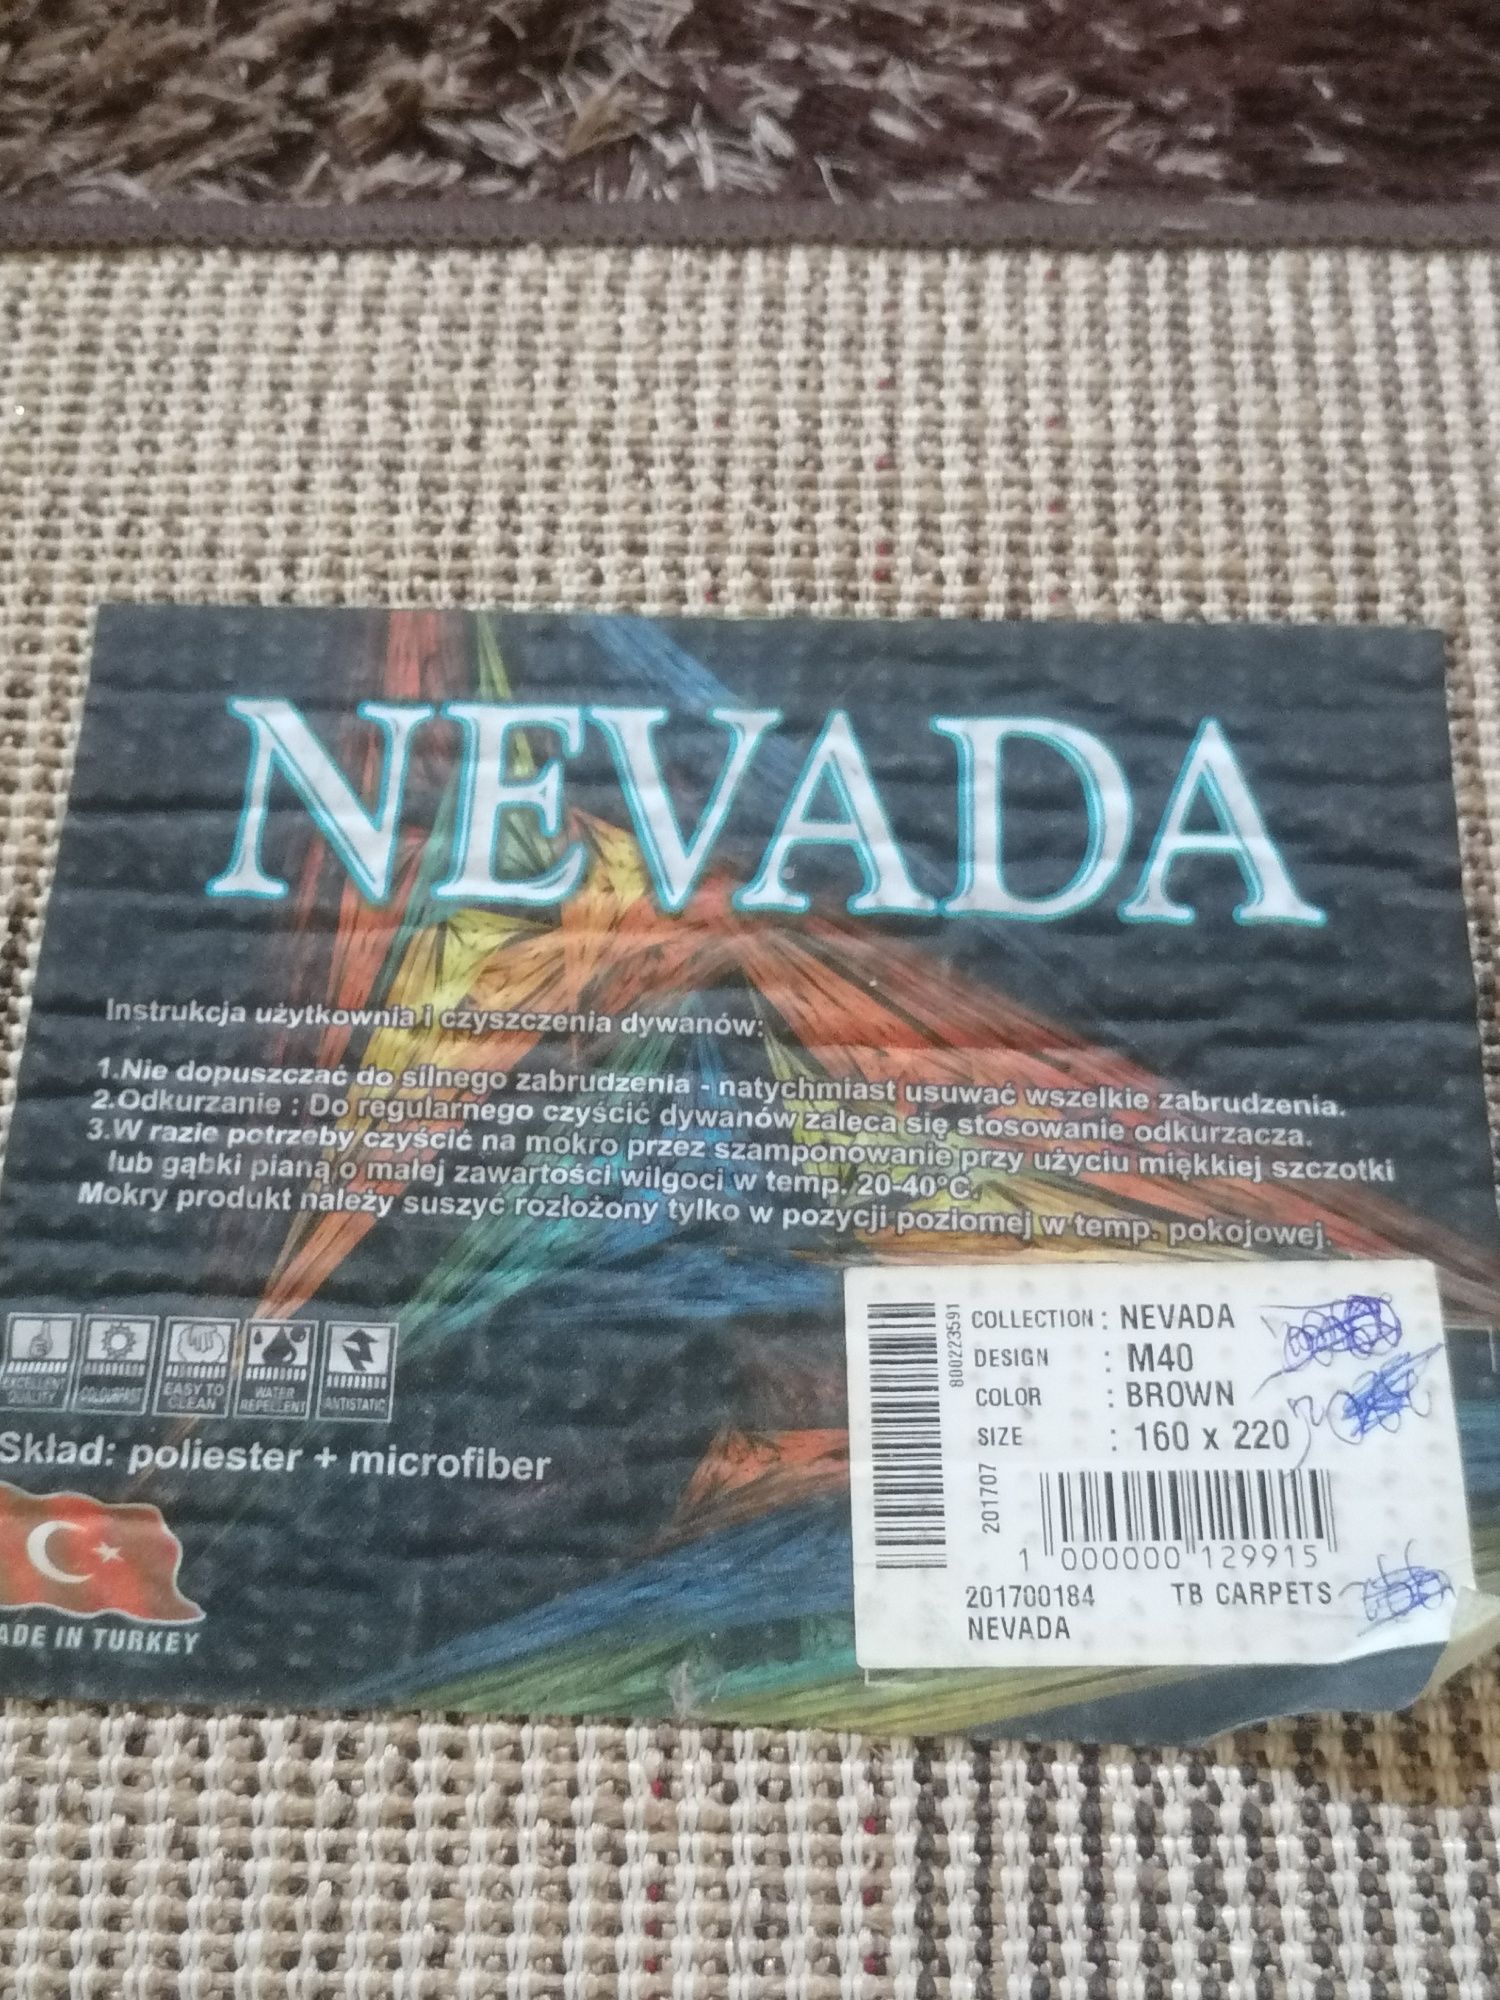 NEVADA
Instrukcja użytkownia i czyszczenia dywanów:
1.Nie dopuszczać do silnego zabrudzenia - natychmiast usuwać wszelkie zabrudzenia.
2.Odkurzanie : Do regularnego czyścić dywanów zaleca się stosowanie odkurzacza.
3.W razie potrzeby czyścić na mokro przez szamponowanie przy użyciu miękkiej szczotki
lub gąbki pianą o małej zawartości wilgoci w temp. 20-40°C.
Mokry produkt należy suszyć rozłożony tylko w pozycji poziomej w temp. pokojowej.
EXCELLENT QUALITY
COLOURFAST
EASY TO CLEAN
WATER REPELLENT
ANTISTATIC
Skład: poliester + microfiber
ADE IN TURKEY
800223591
COLLECTION : NEVADA
DESIGN : M40
COLOR : BROWN
SIZE : 160 x 220
201707
1 000000 129915
201700184 TB CARPETS
NEVADA